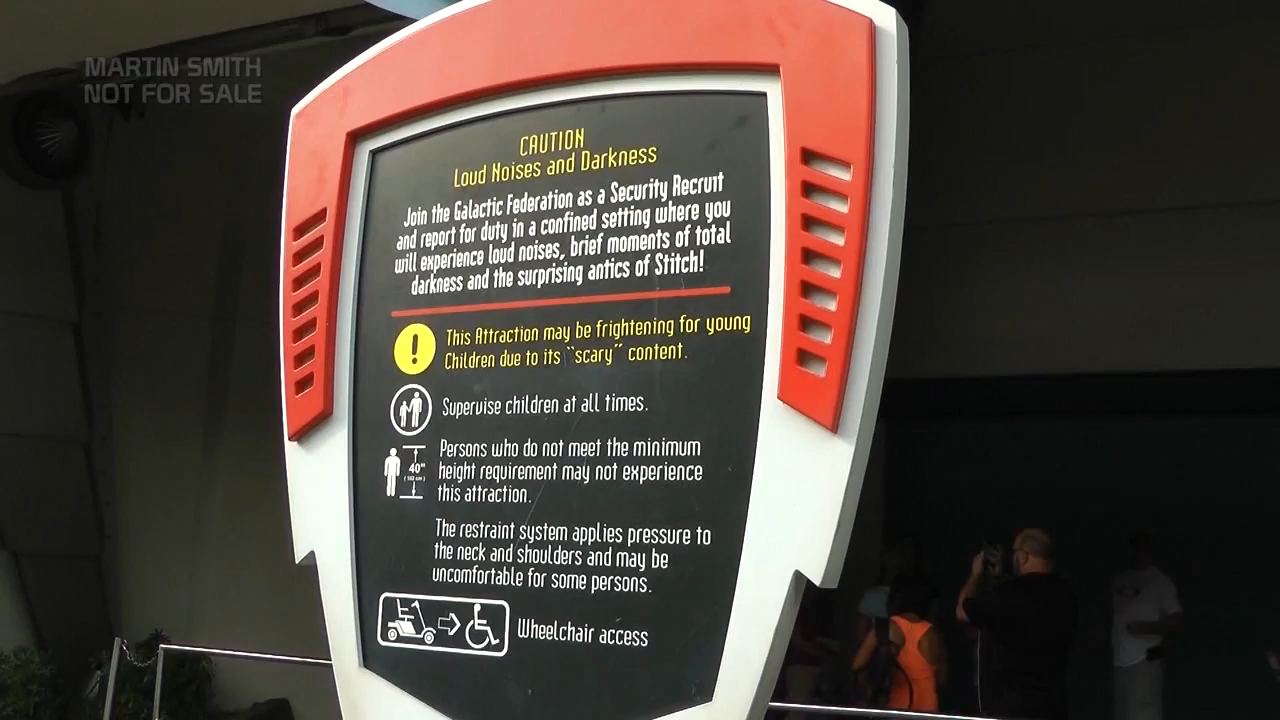 MARTIN SMITH
NOT FOR SALE
CAUTION
Loud Noises and Darkness
Join the Galactic Federation as a Security Recruit
and report for duty in a confined setting where you
will experience loud noises, brief moments of total
darkness and the surprising antics of Stitch!
This Attraction may be frightening for young
Children due to its "scary" content.
Supervise children at all times.
40"
(102 cm)
Persons who do not meet the minimum
height requirement may not experience
this attraction.
The restraint system applies pressure to
the neck and shoulders and may be
uncomfortable for some persons.
Wheelchair access